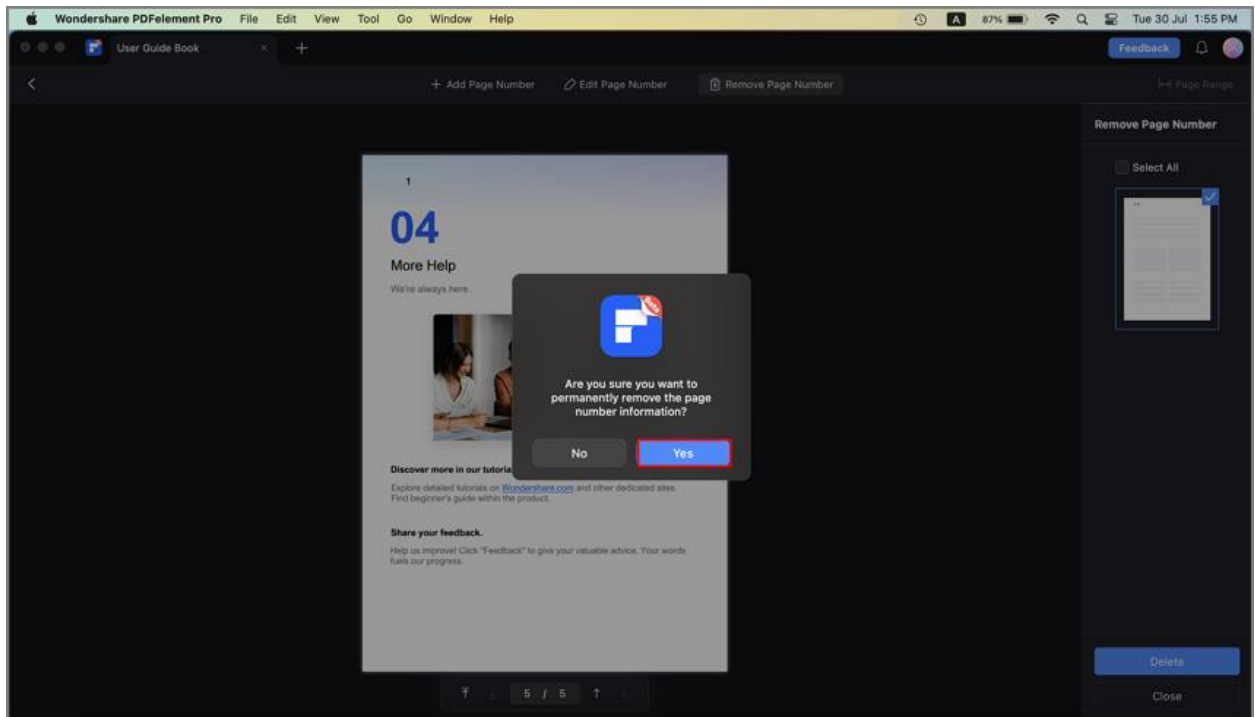 Wondershare PDFelement Pro File Edit View Tool Go Window Help A 87% Tue 30 Jul 1:55 PM
User Guide Book × + Feedback
+ Add Page Number Edit Page Number Remove Page Number Page Range
Remove Page Number
Select All
1
04
More Help
We're always here.
Beta
Are you sure you want to
permanently remove the page
number information?
No Yes
Discover more in our tutoria
Explore detailed tutorials on Wondershare.com and other dedicated sites.
Find beginner's guide within the product.
Share your feedback.
Help us improve! Click "Feedback" to give your valuable advice. Your words
fuels our progress.
Delete
5 / 5
Close